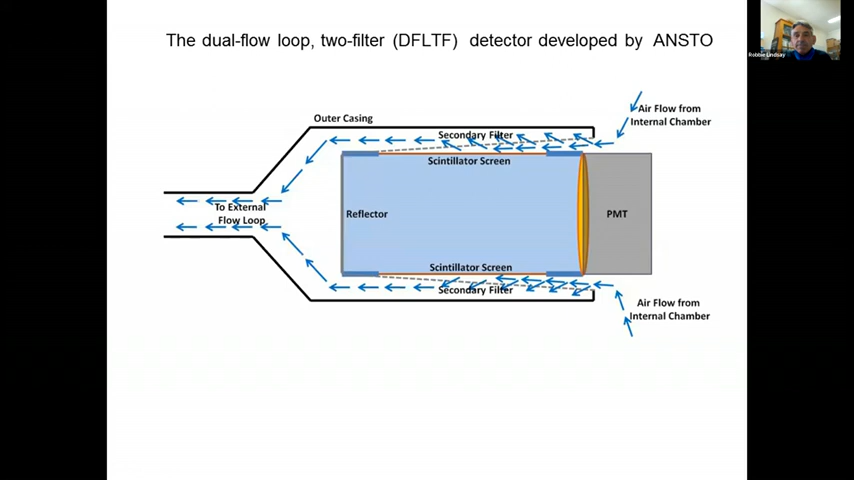 The dual-flow loop, two-filter (DFLTF) detector developed by ANSTO
Robbie Lindsay
Air Flow from
Internal Chamber
Outer Casing
Secondary Filter
Scintillator Screen
To External
Flow Loop
Reflector
PMT
Scintillator Screen
Secondary Filter
Air Flow from
Internal Chamber